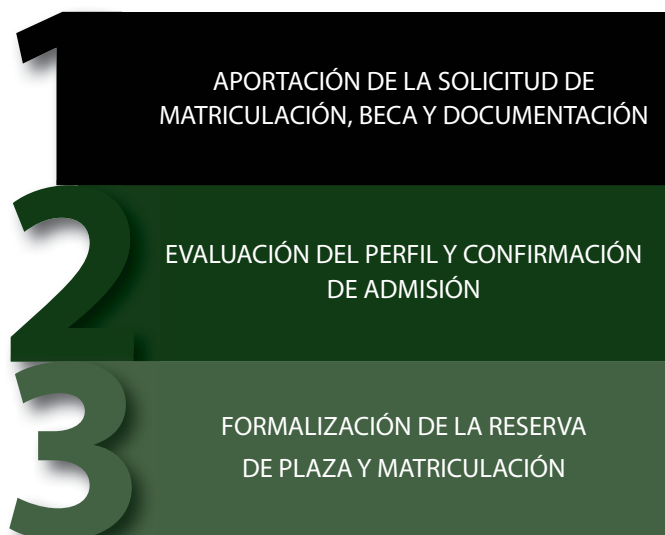 1
APORTACIÓN DE LA SOLICITUD DE
MATRICULACIÓN, BECA Y DOCUMENTACIÓN
2
EVALUACIÓN DEL PERFIL Y CONFIRMACIÓN
DE ADMISIÓN
3
FORMALIZACIÓN DE LA RESERVA
DE PLAZA Y MATRICULACIÓN